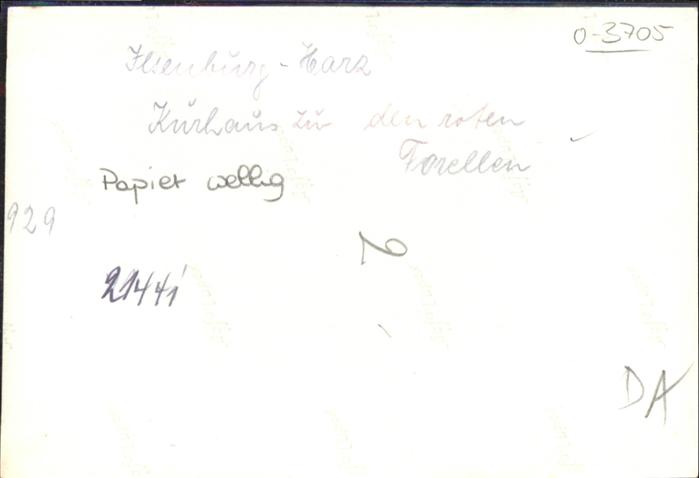 0-3705
Ilsenburg-Harz
Kurhaus zu den roten
Forellen
Papier wellig
929
21441
DA